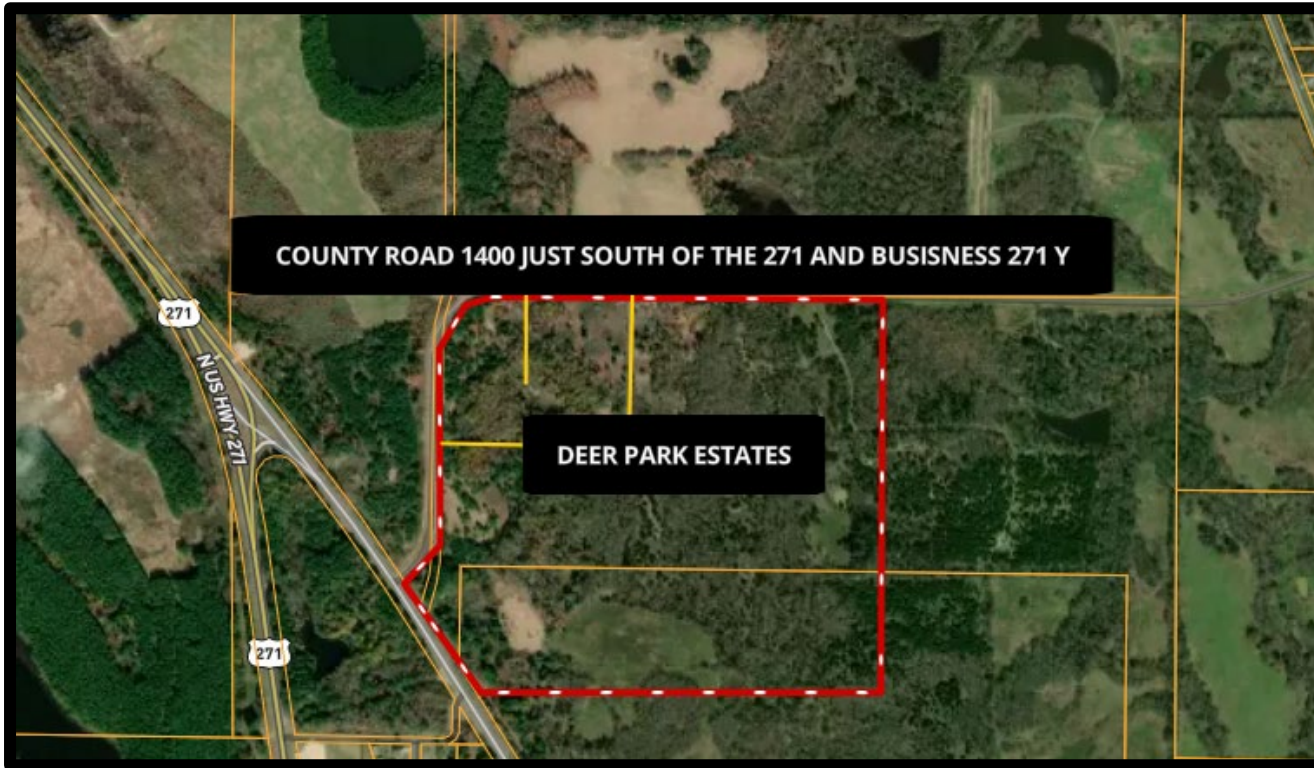 COUNTY ROAD 1400 JUST SOUTH OF THE 271 AND BUSISNESS 271 Y
271
N US HWY 271
DEER PARK ESTATES
271